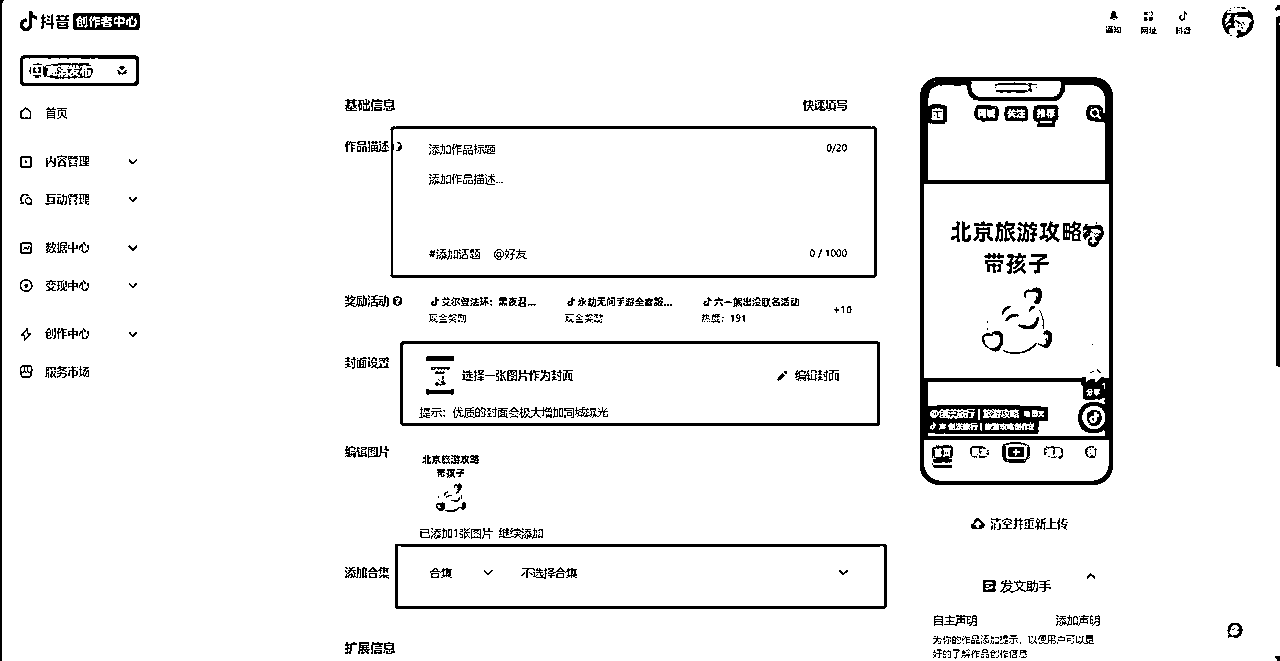 抖音 创作者中心
通知 网址 抖音
高清发布
首页
内容管理
互动管理
数据中心
变现中心
创作中心
服务市场
基础信息 快速填写
作品描述
添加作品标题 0/20
添加作品描述...
#添加话题 @好友 0 / 1000
奖励活动
艾尔登法环：黑夜君...
现金奖励
永劫无间手游全套路...
现金奖励
六一熊出没联名活动
热度：191
+10
封面设置
选择一张图片作为封面 编辑封面
提示：优质的封面会极大增加同城曝光
编辑图片
北京旅游攻略
带孩子
已添加1张图片 继续添加
添加合集 合集 不选择合集
扩展信息
同城 关注 推荐
北京旅游攻略
带孩子
分享
首页
清空并重新上传
发文助手
自主声明 添加声明
为你的作品添加提示，以便用户可以更
好的了解作品创作信息